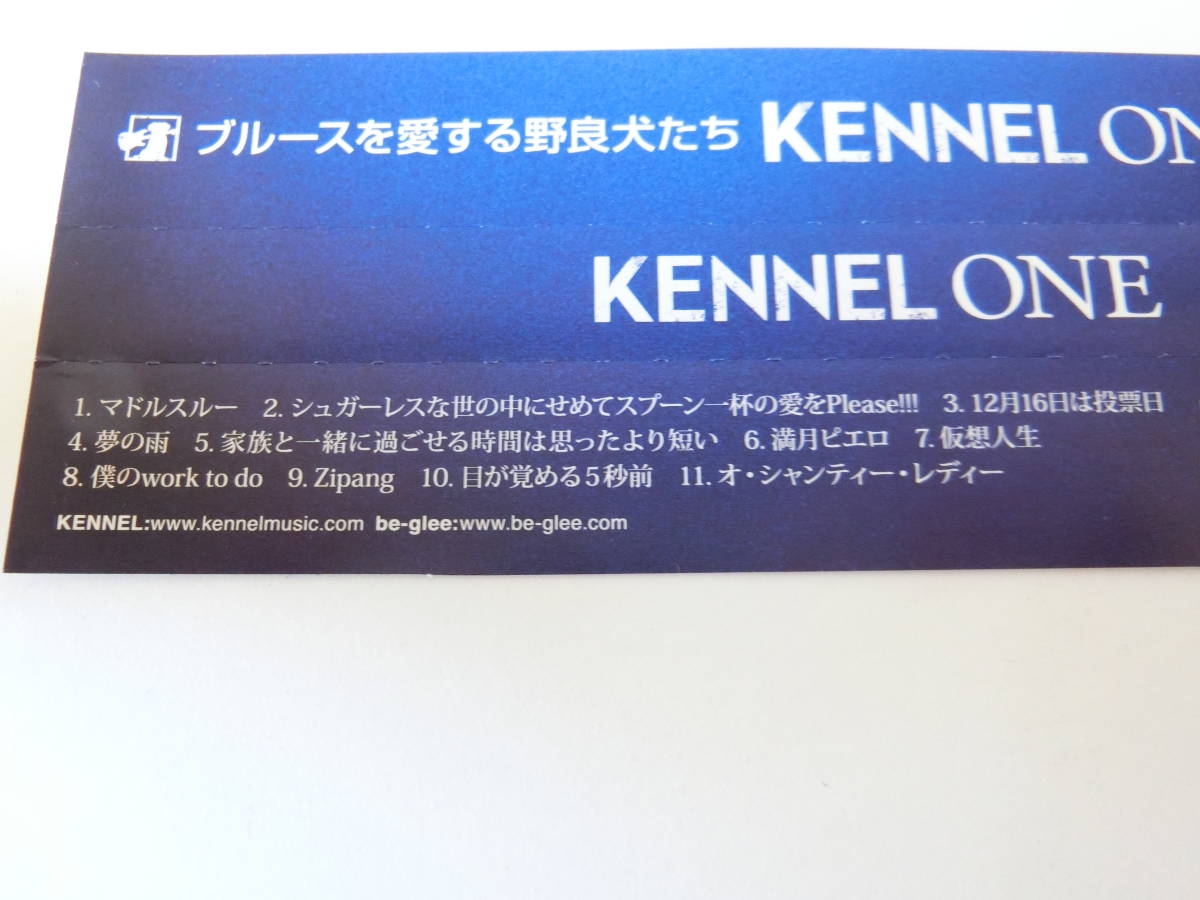 ブルースを愛する野良犬たち KENNEL ON
KENNEL ONE
1. マドルスルー 2. シュガーレスな世の中にせめてスプーン一杯の愛をPlease!!! 3. 12月16日は投票日
4. 夢の雨 5. 家族と一緒に過ごせる時間は思ったより短い 6. 満月ピエロ 7. 仮想人生
8. 僕のwork to do 9. Zipang 10. 目が覚める5秒前 11. オ・シャンティー・レディー
KENNEL:www.kennelmusic.com be-glee:www.be-glee.com